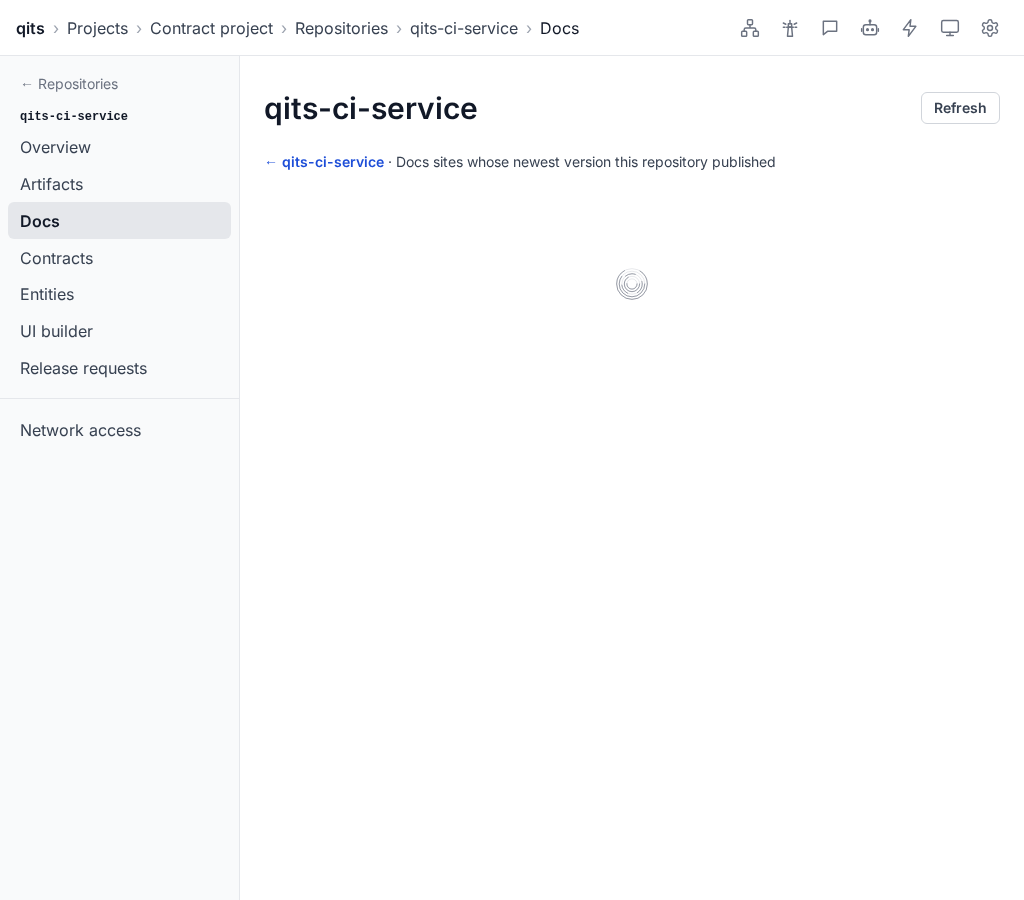 qits › Projects › Contract project › Repositories › qits-ci-service › Docs
← Repositories
qits-ci-service
Overview
Artifacts
Docs
Contracts
Entities
UI builder
Release requests
Network access
qits-ci-service
Refresh
← qits-ci-service · Docs sites whose newest version this repository published